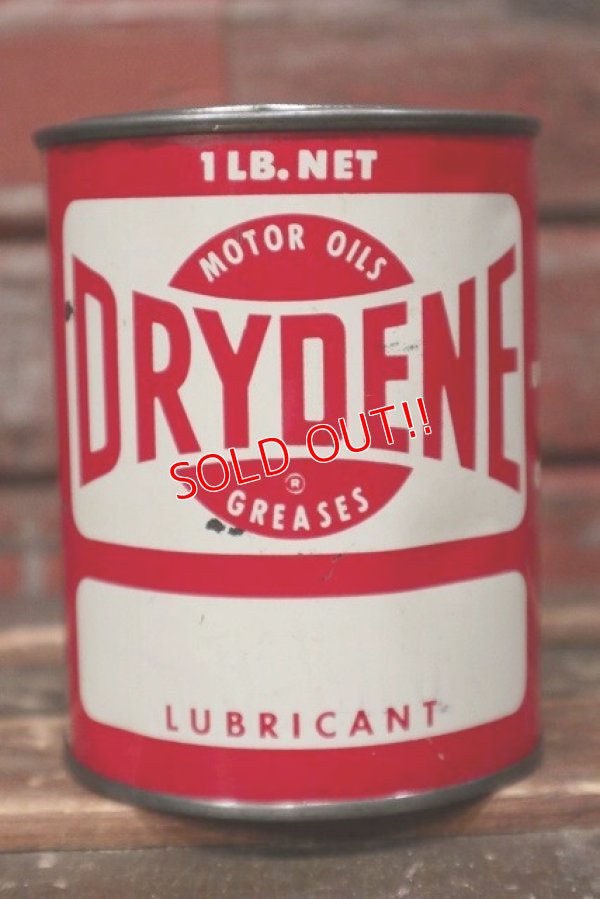 1 LB. NET
MOTOR OILS
DRYDENE
SOLD OUT!!
®
GREASES
LUBRICANT